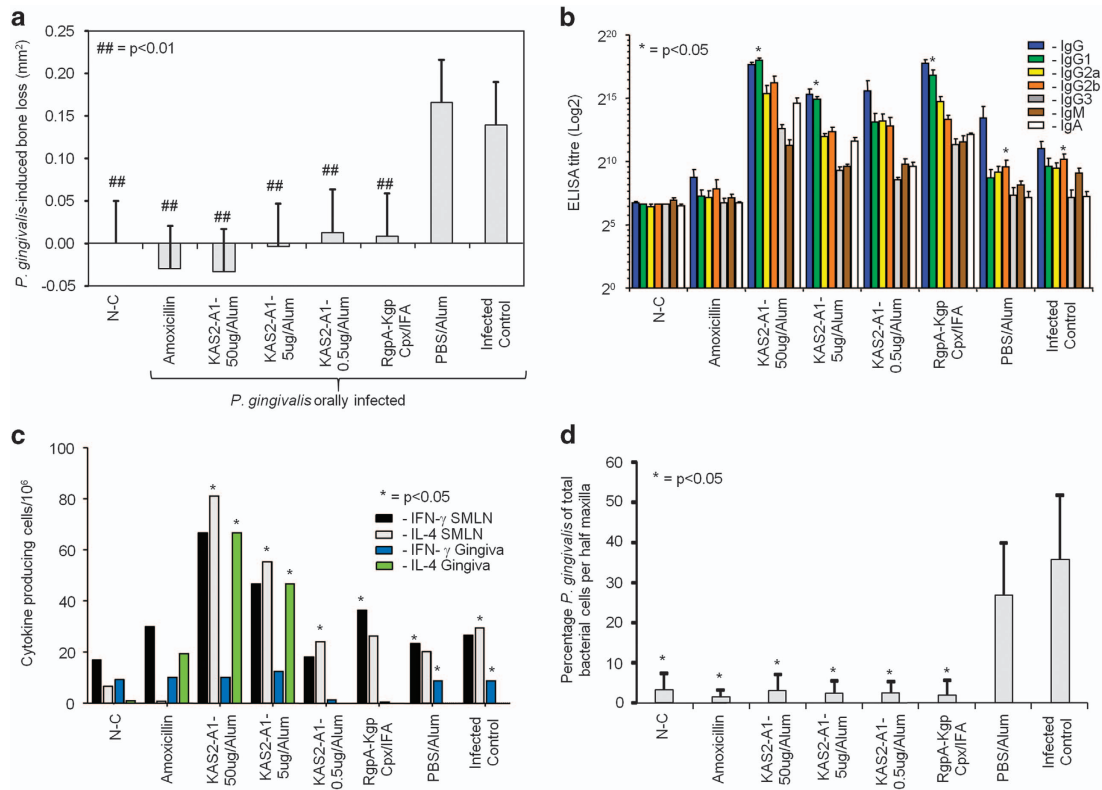 a
0.25
0.20
0.15
0.10
0.05
0.00
-0.05
P. gingivalis-induced bone loss (mm²)
## = p<0.01
##
##
##
##
##
##
N-C
Amoxicillin
KAS2-A1-
50ug/Alum
KAS2-A1-
5ug/Alum
KAS2-A1-
0.5ug/Alum
RgpA-Kgp
Cpx/IFA
PBS/Alum
Infected
Control
P. gingivalis orally infected
b
2²⁰
2¹⁵
2¹⁰
2⁵
2⁰
ELISA titre (Log2)
* = p<0.05
- IgG
- IgG1
- IgG2a
- IgG2b
- IgG3
- IgM
- IgA
*
*
*
*
*
N-C
Amoxicillin
KAS2-A1-
50ug/Alum
KAS2-A1-
5ug/Alum
KAS2-A1-
0.5ug/Alum
RgpA-Kgp
Cpx/IFA
PBS/Alum
Infected
Control
c
100
80
60
40
20
0
Cytokine producing cells/10⁶
* = p<0.05
- IFN-γ SMLN
- IL-4 SMLN
- IFN- γ Gingiva
- IL-4 Gingiva
*
*
*
*
*
*
*
*
*
*
N-C
Amoxicillin
KAS2-A1-
50ug/Alum
KAS2-A1-
5ug/Alum
KAS2-A1-
0.5ug/Alum
RgpA-Kgp
Cpx/IFA
PBS/Alum
Infected
Control
d
60
50
40
30
20
10
0
Percentage P. gingivalis of total
bacterial cells per half maxilla
* = p<0.05
*
*
*
*
*
*
N-C
Amoxicillin
KAS2-A1-
50ug/Alum
KAS2-A1-
5ug/Alum
KAS2-A1-
0.5ug/Alum
RgpA-Kgp
Cpx/IFA
PBS/Alum
Infected
Control